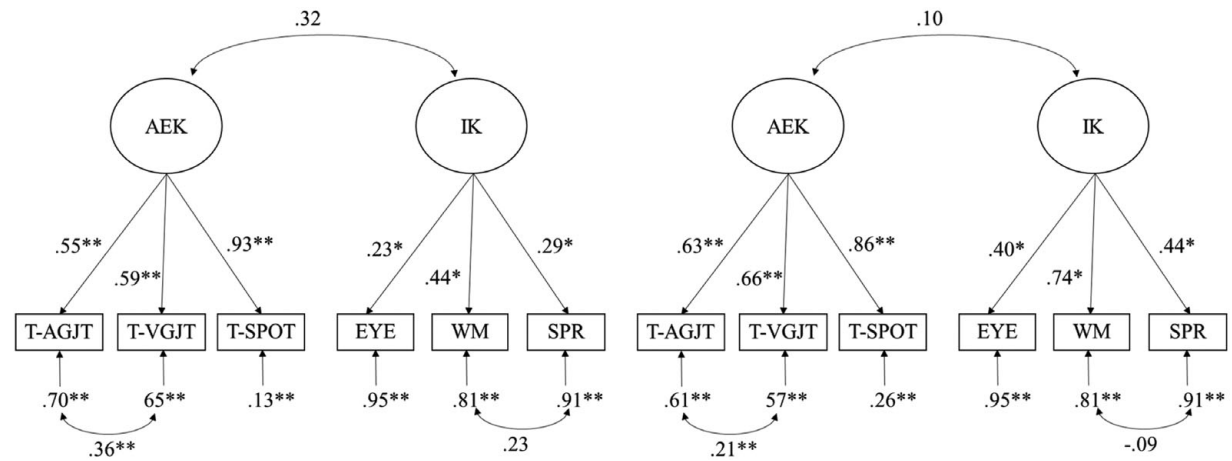 .32 .10
AEK IK AEK IK
.55** .59** .93** .23* .44* .29* .63** .66** .86** .40* .74* .44*
T-AGJT T-VGJT T-SPOT EYE WM SPR T-AGJT T-VGJT T-SPOT EYE WM SPR
.70** 65** .13** .95** .81** .91** .61** 57** .26** .95** .81** .91**
.36** .23 .21** -.09